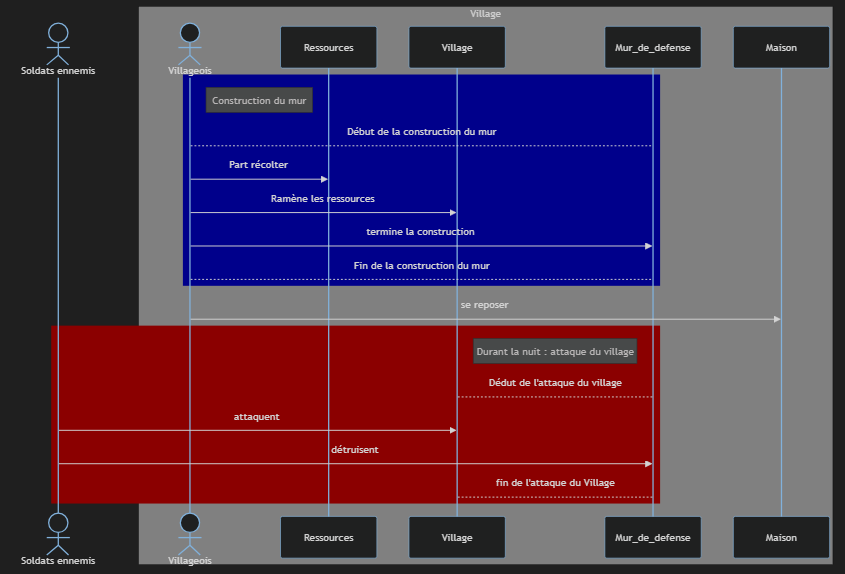 Village
Soldats ennemis
Villageois
Ressources
Village
Mur_de_defense
Maison
Construction du mur
Début de la construction du mur
Part récolter
Ramène les ressources
termine la construction
Fin de la construction du mur
se reposer
Durant la nuit : attaque du village
Dédut de l'attaque du village
attaquent
détruisent
fin de l'attaque du Village
Soldats ennemis
Villageois
Ressources
Village
Mur_de_defense
Maison